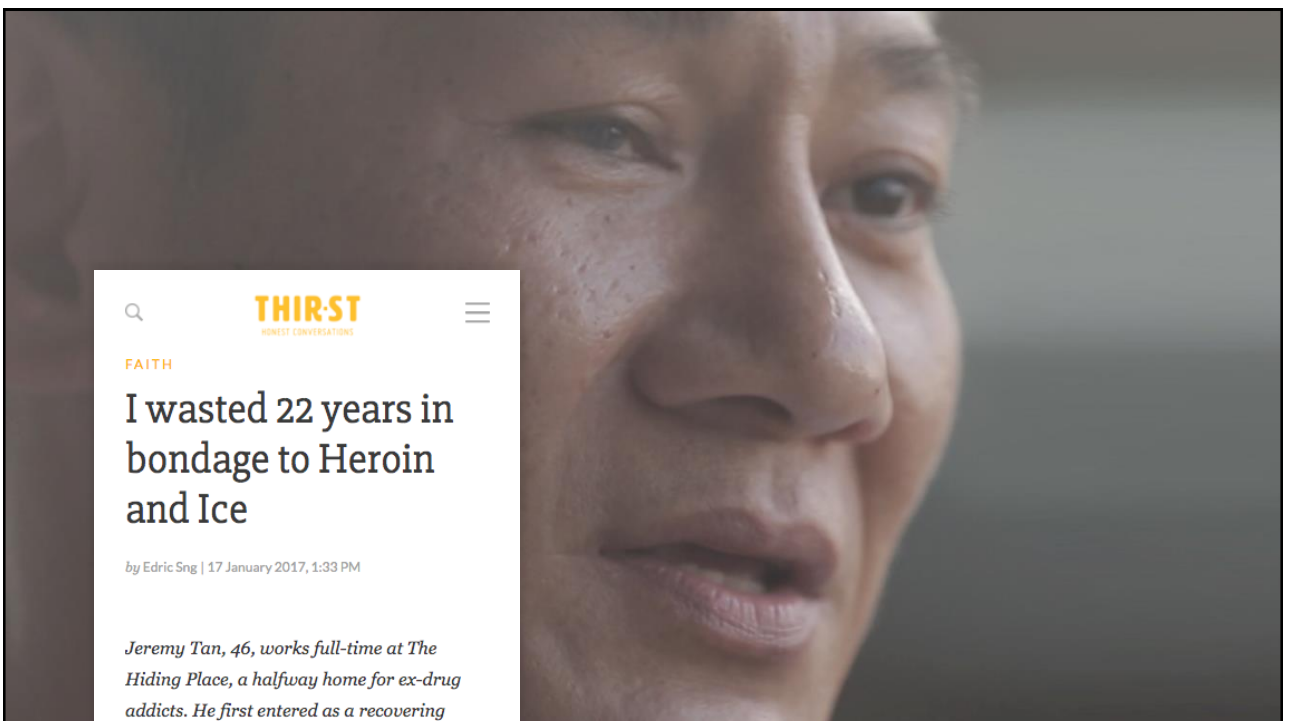 THIR·ST
HONEST CONVERSATIONS
FAITH
I wasted 22 years in
bondage to Heroin
and Ice
by Edric Sng | 17 January 2017, 1:33 PM
Jeremy Tan, 46, works full-time at The
Hiding Place, a halfway home for ex-drug
addicts. He first entered as a recovering